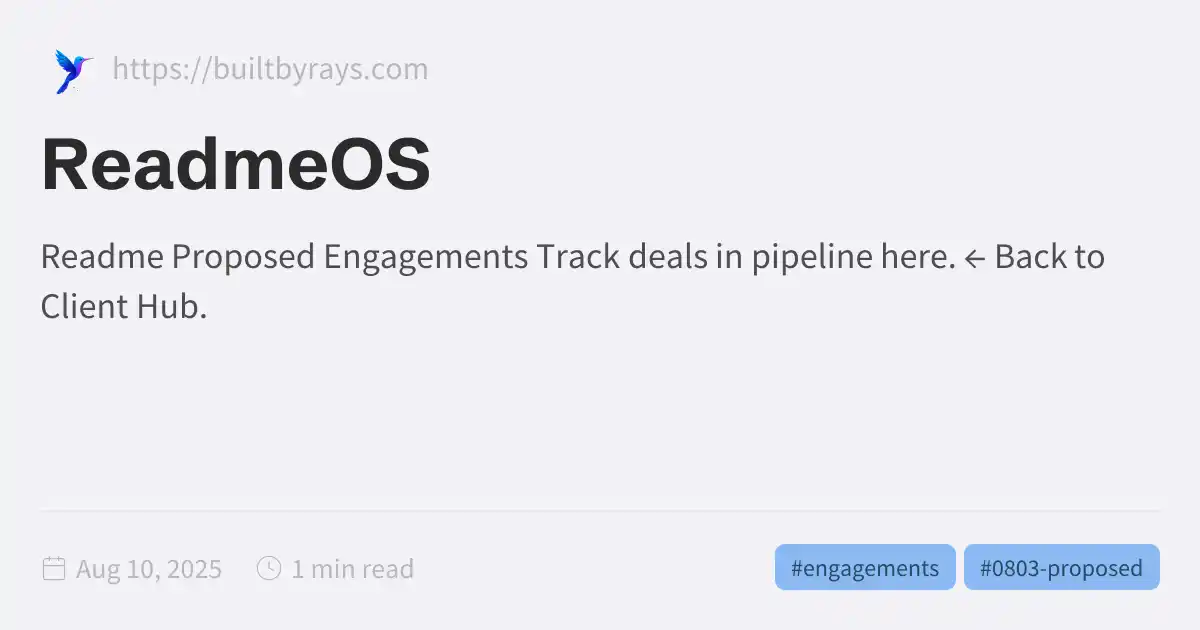 https://builtbyrays.com
ReadmeOS
Readme Proposed Engagements Track deals in pipeline here. ← Back to
Client Hub.
Aug 10, 2025 1 min read #engagements #0803-proposed